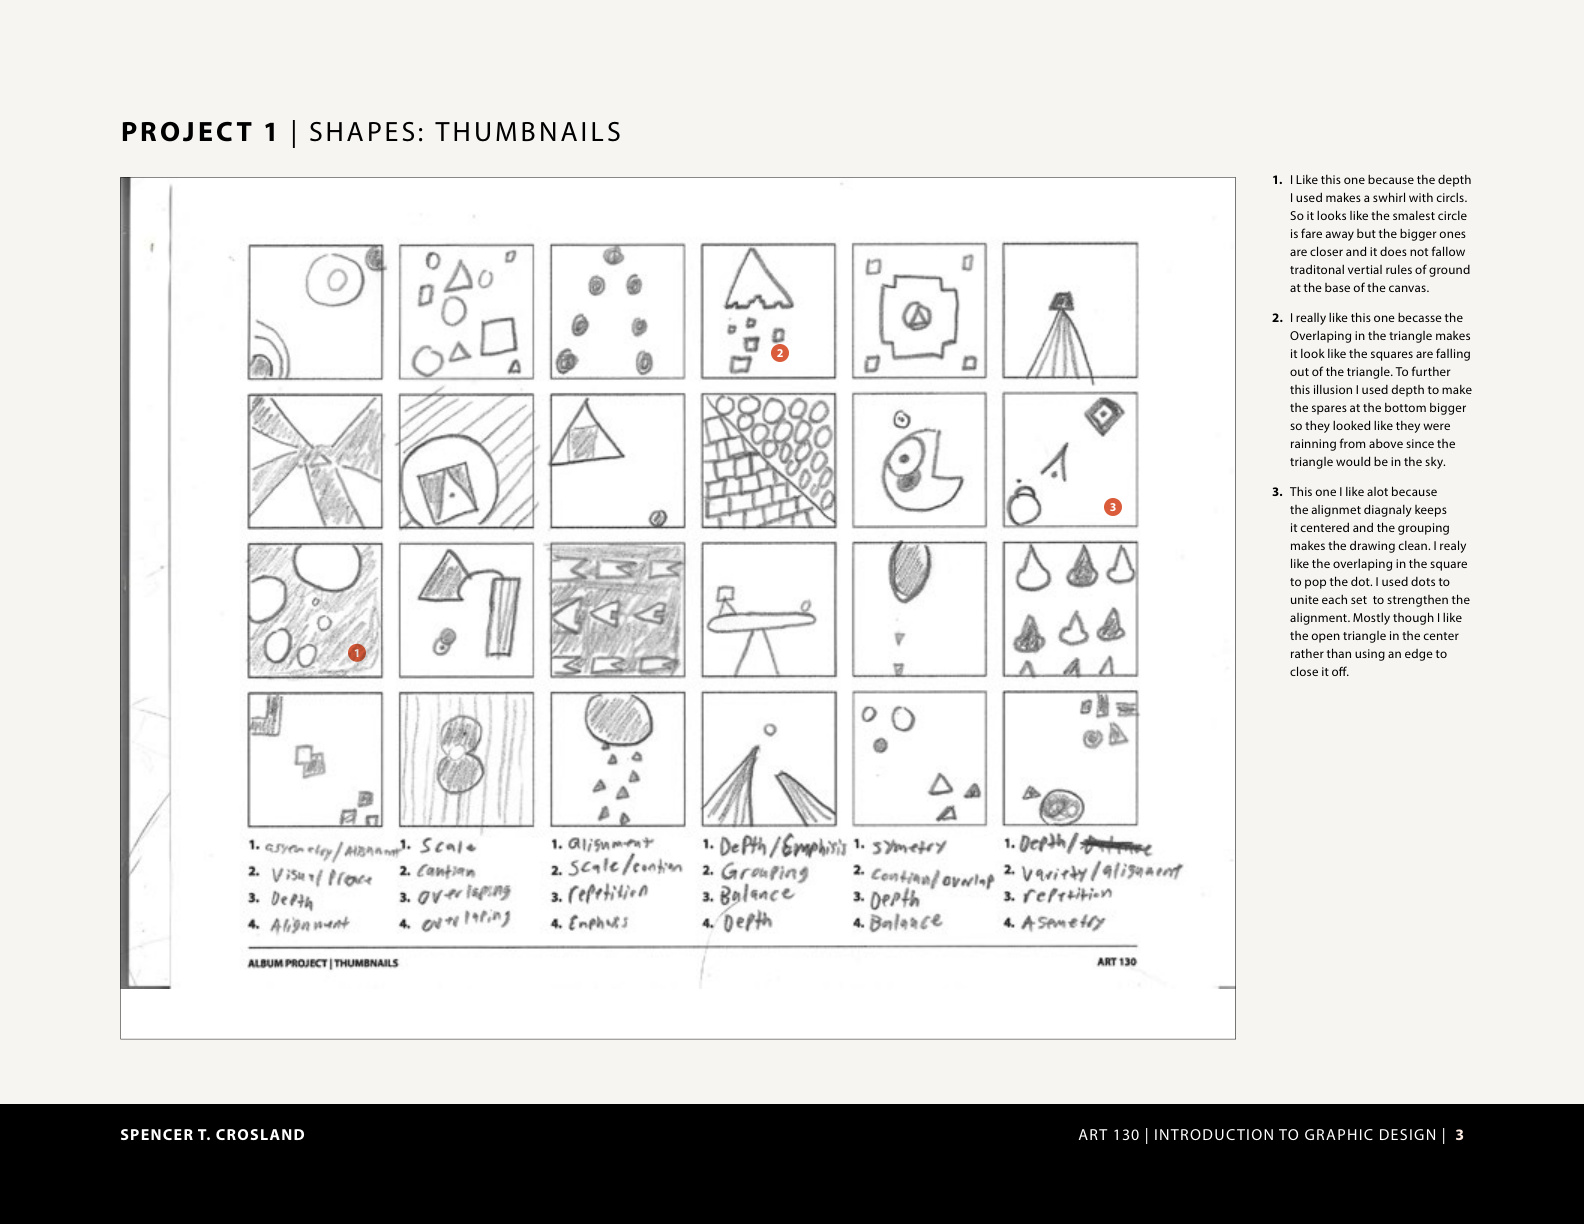 PROJECT 1 | SHAPES: THUMBNAILS
1. I Like this one because the depth
I used makes a swhirl with circls.
So it looks like the smalest circle
is fare away but the bigger ones
are closer and it does not fallow
traditonal vertial rules of ground
at the base of the canvas.
2. I really like this one becasse the
Overlaping in the triangle makes
it look like the squares are falling
out of the triangle. To further
this illusion I used depth to make
the spares at the bottom bigger
so they looked like they were
rainning from above since the
triangle would be in the sky.
3. This one I like alot because
the alignmet diagnaly keeps
it centered and the grouping
makes the drawing clean. I realy
like the overlaping in the square
to pop the dot. I used dots to
unite each set to strengthen the
alignment. Mostly though I like
the open triangle in the center
rather than using an edge to
close it off.
2
3
1
1.
2. Visual
3. Depth
4. Alignment
1. Scale
2.
3. overlaping
4. overlaping
1. alignment
2. Scale/
3. repetition
4.
1. Depth/Emphisis
2. Grouping
3. Balance
4. Depth
1. symetry
2. overlap
3. Depth
4. Balance
1. Depth/
2. Variety/alignment
3. repetition
4. Asemetry
ALBUM PROJECT | THUMBNAILS
ART 130
SPENCER T. CROSLAND
ART 130 | INTRODUCTION TO GRAPHIC DESIGN | 3